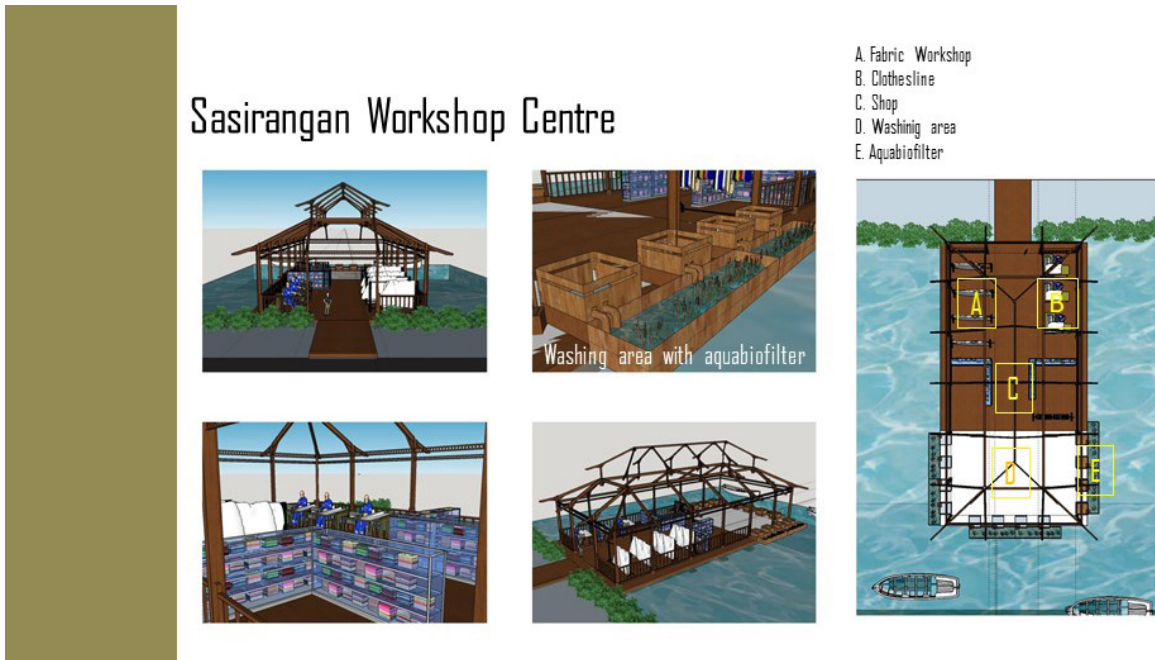 Sasirangan Workshop Centre
A. Fabric Workshop
B. Clothesline
C. Shop
D. Washinig area
E. Aquabiofilter
Washing area with aquabiofilter
A
B
C
D
E